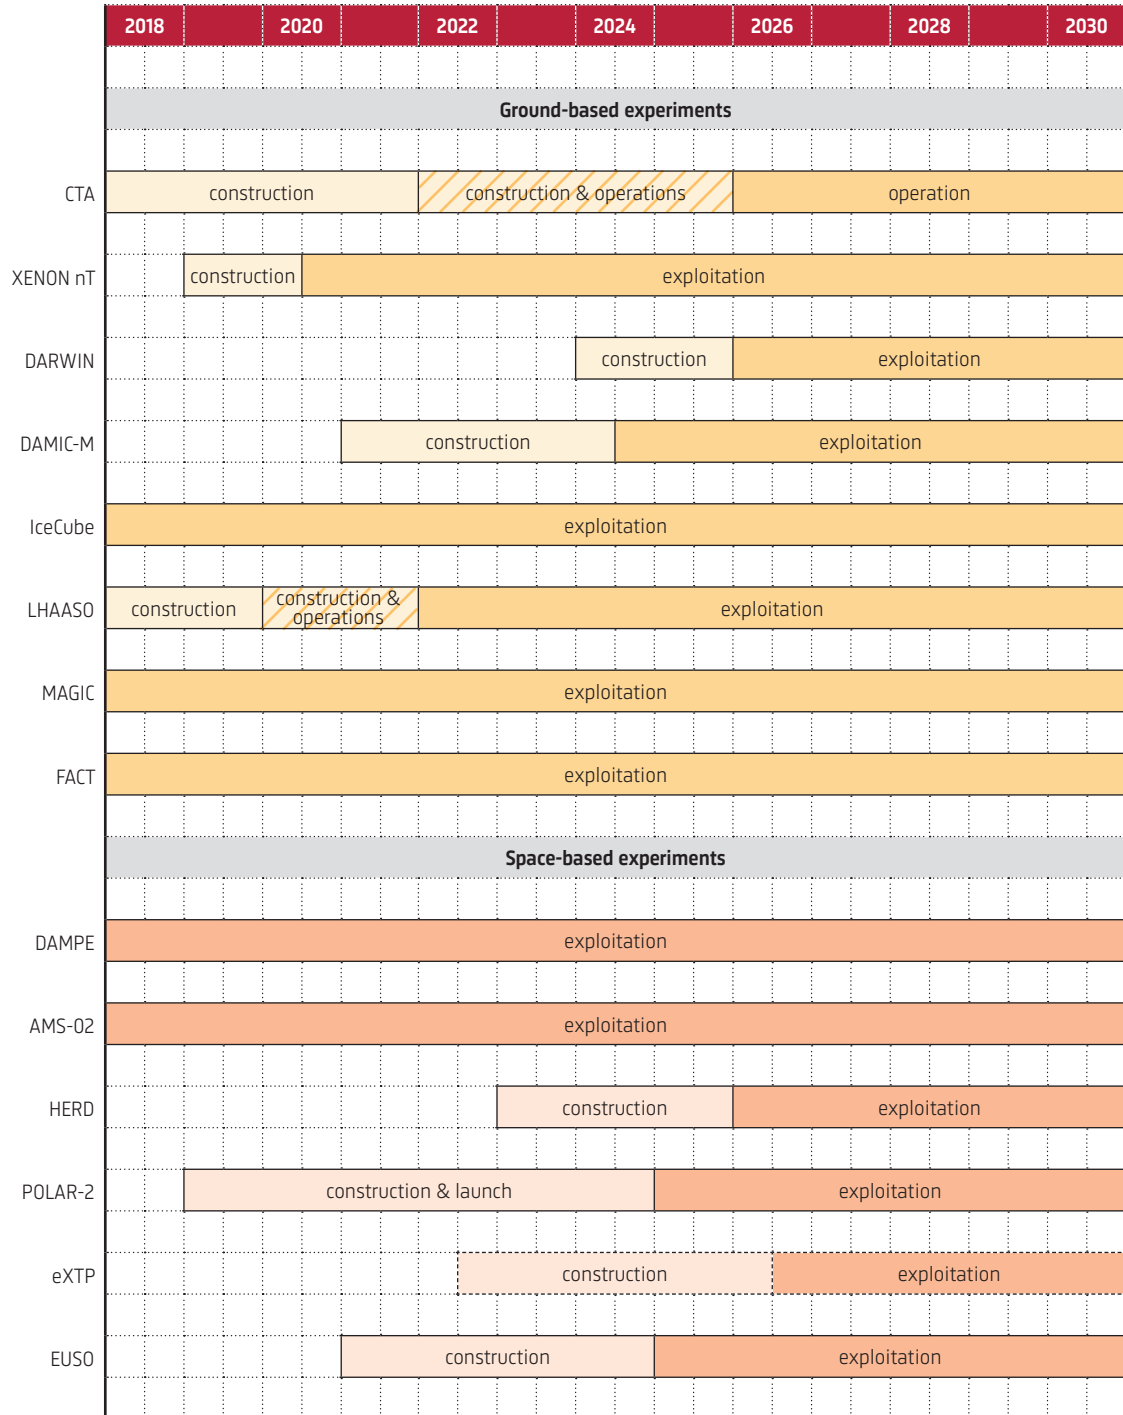 2018 2020 2022 2024 2026 2028 2030
Ground-based experiments
CTA construction construction & operations operation
XENON nT construction exploitation
DARWIN construction exploitation
DAMIC-M construction exploitation
IceCube exploitation
LHAASO construction construction &
operations exploitation
MAGIC exploitation
FACT exploitation
Space-based experiments
DAMPE exploitation
AMS-02 exploitation
HERD construction exploitation
POLAR-2 construction & launch exploitation
eXTP construction exploitation
EUSO construction exploitation